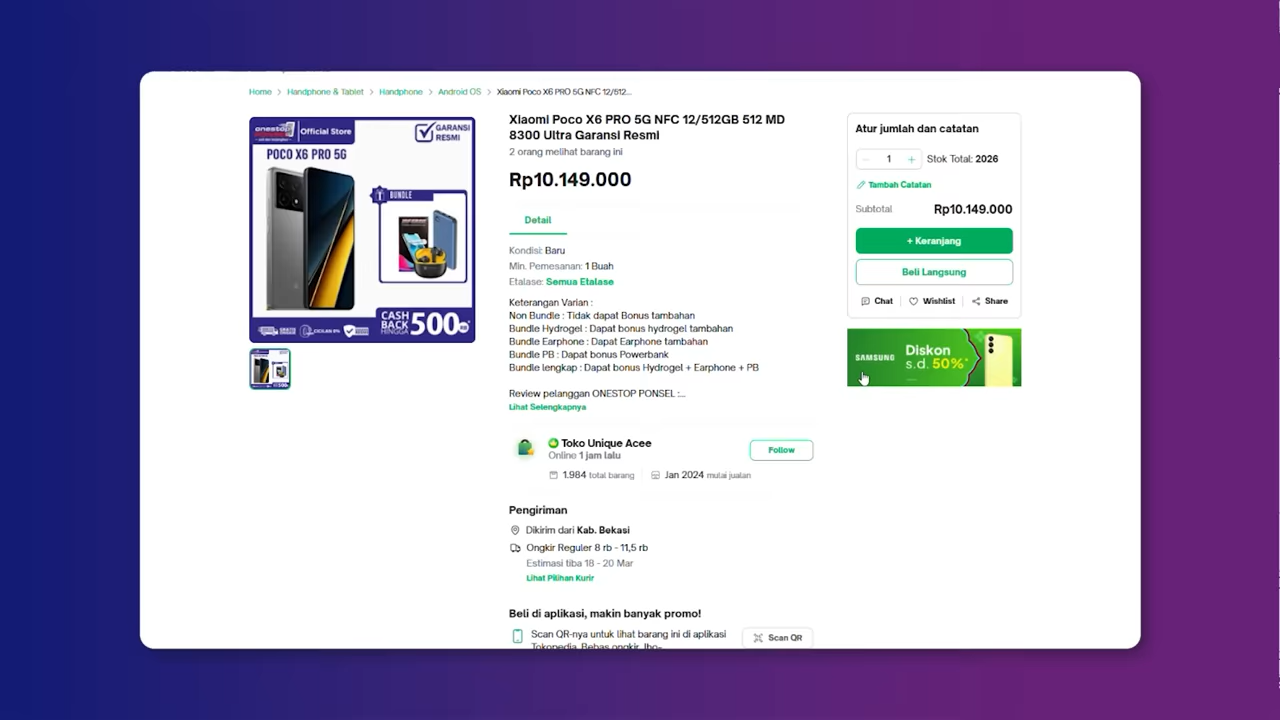 Home > Handphone & Tablet > Handphone > Android OS > Xiaomi Poco X6 PRO 5G NFC 12/512...
onestop
Official Store
GARANSI
RESMI
POCO X6 PRO 5G
BUNDLE
CASH
BACK
HINGGA
500
Xiaomi Poco X6 PRO 5G NFC 12/512GB 512 MD
8300 Ultra Garansi Resmi
2 orang melihat barang ini
Rp10.149.000
Detail
Kondisi: Baru
Min. Pemesanan: 1 Buah
Etalase: Semua Etalase
Keterangan Varian :
Non Bundle : Tidak dapat Bonus tambahan
Bundle Hydrogel : Dapat bonus hydrogel tambahan
Bundle Earphone : Dapat Earphone tambahan
Bundle PB : Dapat bonus Powerbank
Bundle lengkap : Dapat bonus Hydrogel + Earphone + PB
Review pelanggan ONESTOP PONSEL :...
Lihat Selengkapnya
Toko Unique Acee
Online 1 jam lalu
Follow
1.984 total barang
Jan 2024 mulai jualan
Pengiriman
Dikirim dari Kab. Bekasi
Ongkir Reguler 8 rb - 11,5 rb
Estimasi tiba 18 - 20 Mar
Lihat Pilihan Kurir
Beli di aplikasi, makin banyak promo!
Scan QR-nya untuk lihat barang ini di aplikasi
Scan QR
Atur jumlah dan catatan
− 1 + Stok Total: 2026
Tambah Catatan
Subtotal Rp10.149.000
+ Keranjang
Beli Langsung
Chat Wishlist Share
SAMSUNG
Diskon
s.d. 50%*